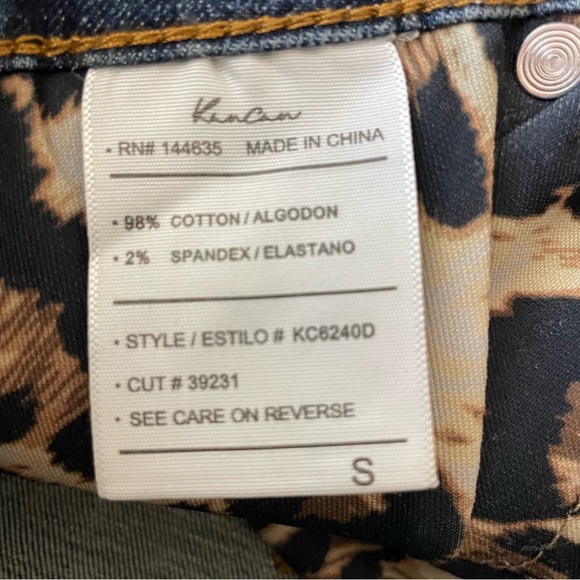 KanCan
• RN# 144635 MADE IN CHINA
• 98% COTTON / ALGODON
• 2% SPANDEX / ELASTANO
• STYLE / ESTILO # KC6240D
• CUT # 39231
• SEE CARE ON REVERSE
S